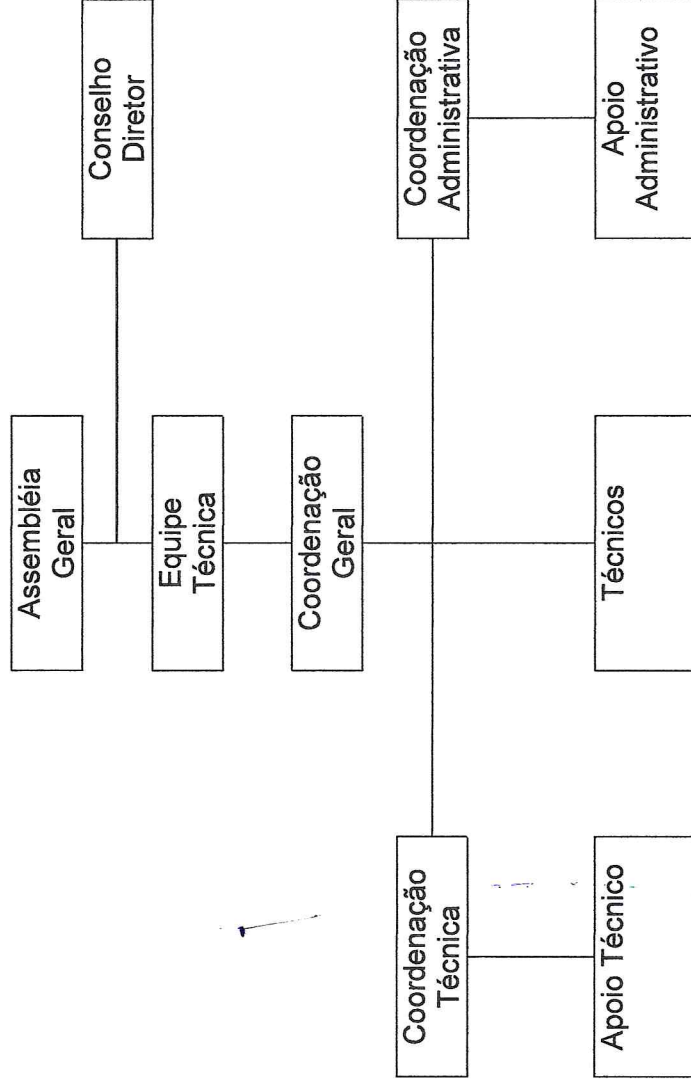 Assembléia
Geral
Conselho
Diretor
Equipe
Técnica
Coordenação
Geral
Coordenação
Técnica
Coordenação
Administrativa
Apoio Técnico
Técnicos
Apoio
Administrativo